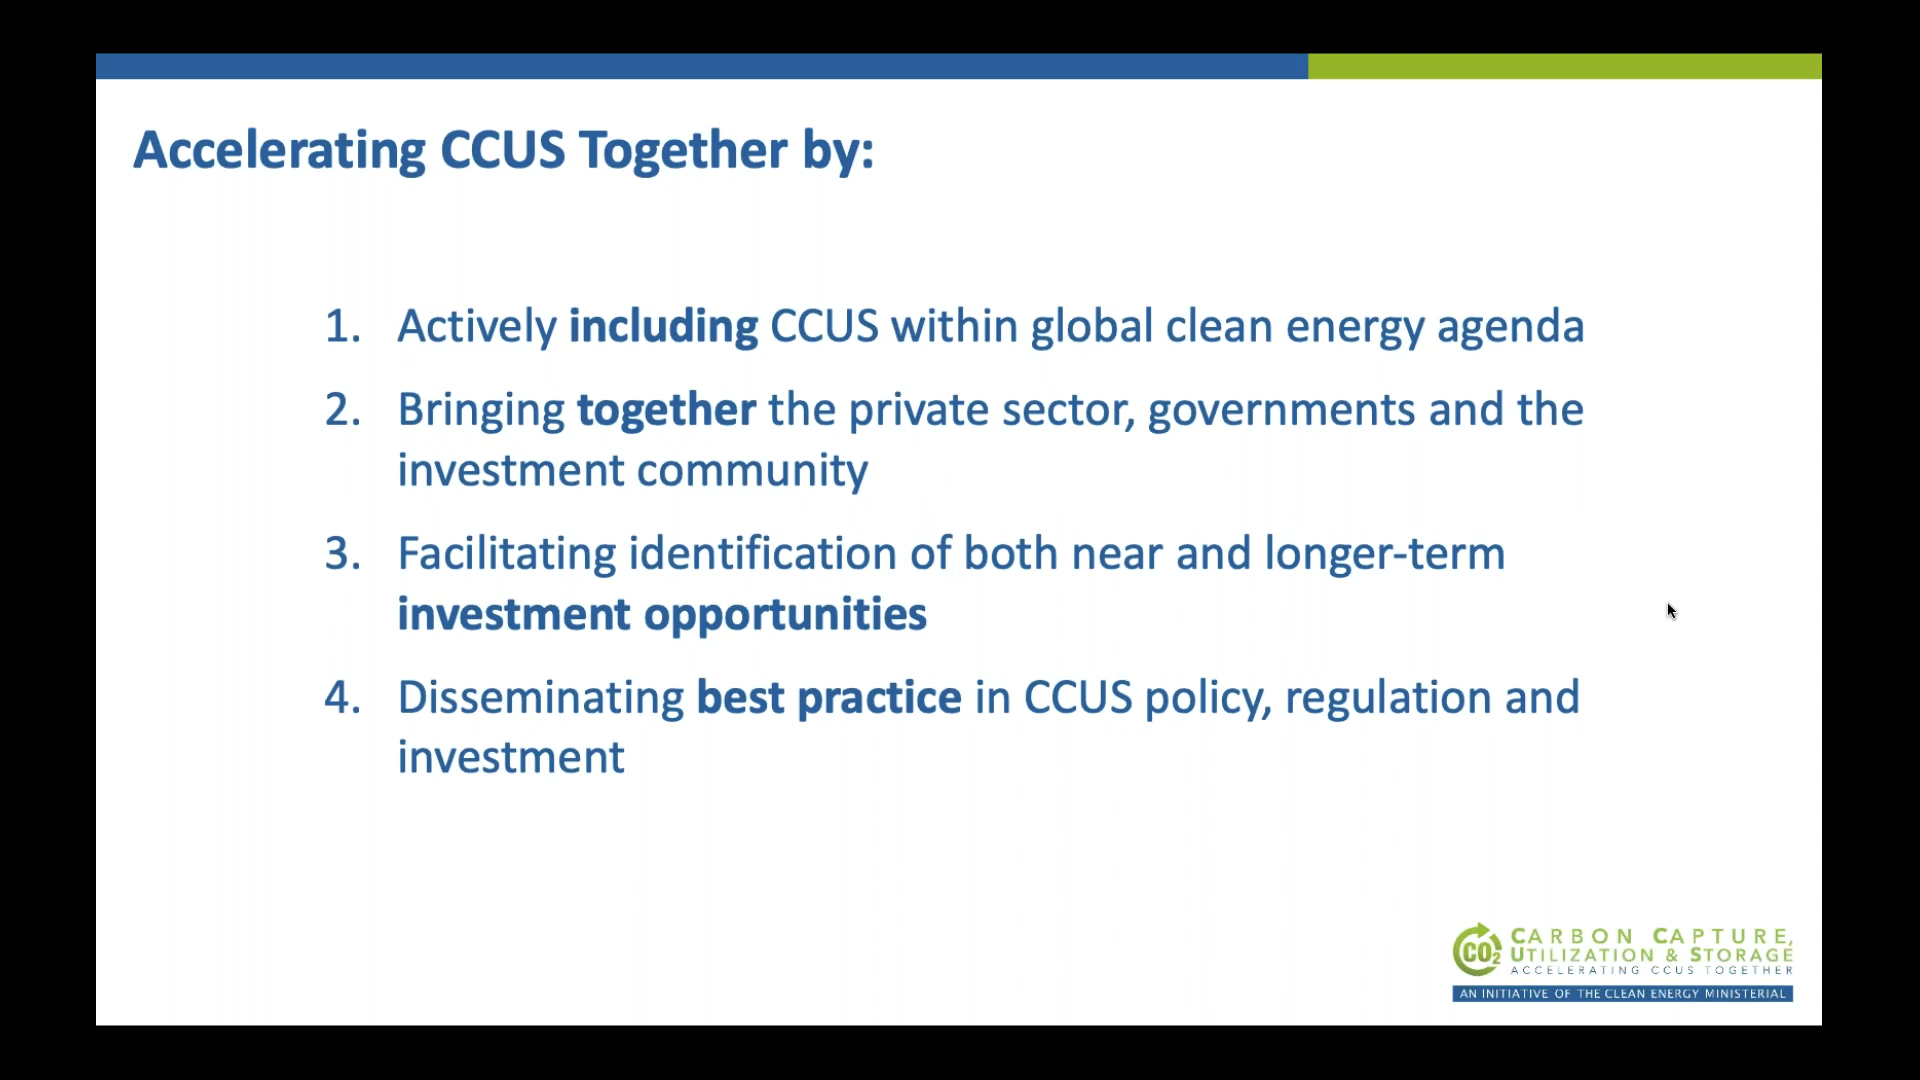 Accelerating CCUS Together by:
1. Actively including CCUS within global clean energy agenda
2. Bringing together the private sector, governments and the
investment community
3. Facilitating identification of both near and longer-term
investment opportunities
4. Disseminating best practice in CCUS policy, regulation and
investment
CO2
CARBON CAPTURE,
UTILIZATION & STORAGE
ACCELERATING CCUS TOGETHER
AN INITIATIVE OF THE CLEAN ENERGY MINISTERIAL